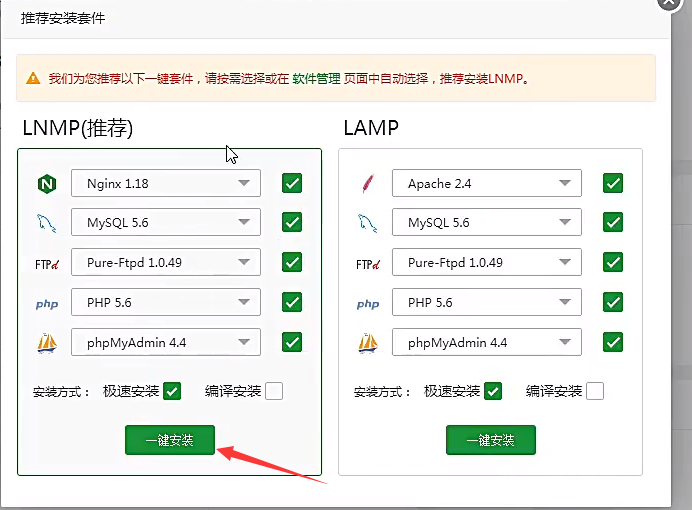 推荐安装套件
我们为您推荐以下一键套件，请按需选择或在 软件管理 页面中自动选择，推荐安装LNMP。
LNMP(推荐)
Nginx 1.18
MySQL 5.6
FTPd
Pure-Ftpd 1.0.49
php
PHP 5.6
phpMyAdmin 4.4
安装方式： 极速安装 编译安装
一键安装
LAMP
Apache 2.4
MySQL 5.6
FTPd
Pure-Ftpd 1.0.49
php
PHP 5.6
phpMyAdmin 4.4
安装方式： 极速安装 编译安装
一键安装